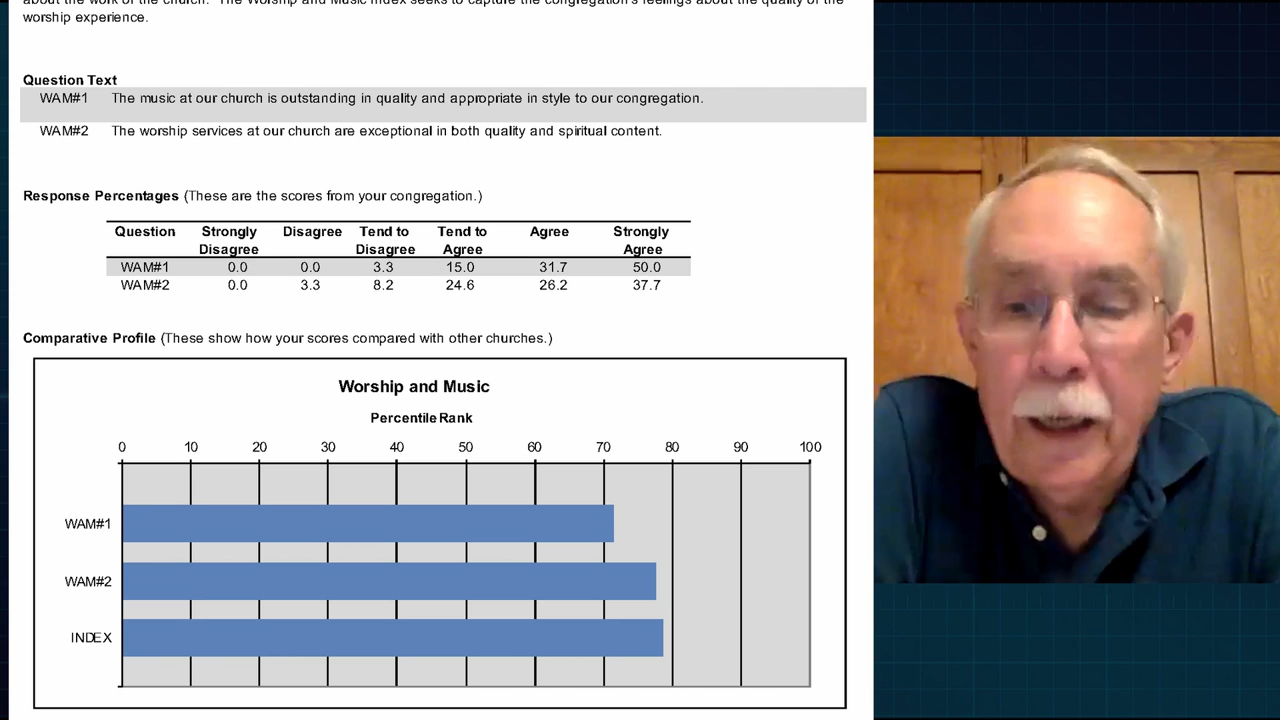 about the work of the church. The Worship and Music Index seeks to capture the congregation's feelings about the quality of the
worship experience.
Question Text
WAM#1 The music at our church is outstanding in quality and appropriate in style to our congregation.
WAM#2 The worship services at our church are exceptional in both quality and spiritual content.
Response Percentages (These are the scores from your congregation.)
Question Strongly Disagree Tend to Tend to Agree Strongly
Disagree Disagree Agree Agree
WAM#1 0.0 0.0 3.3 15.0 31.7 50.0
WAM#2 0.0 3.3 8.2 24.6 26.2 37.7
Comparative Profile (These show how your scores compared with other churches.)
Worship and Music
Percentile Rank
0 10 20 30 40 50 60 70 80 90 100
WAM#1
WAM#2
INDEX